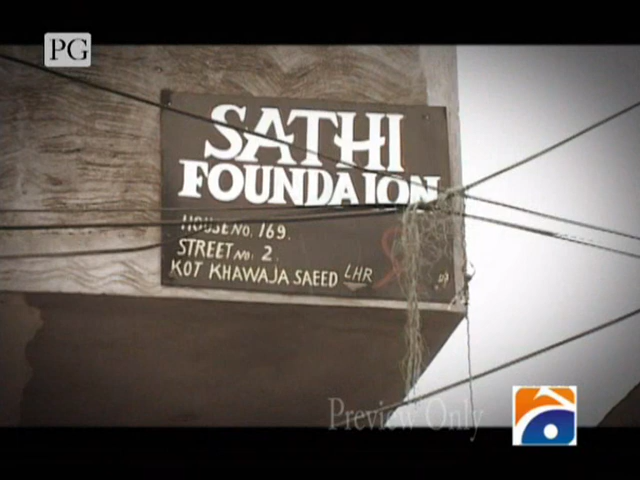 PG
SATHI
FOUNDAION
HOUSE NO. 169.
STREET NO. 2
KOT KHAWAJA SAEED LHR
Preview Only